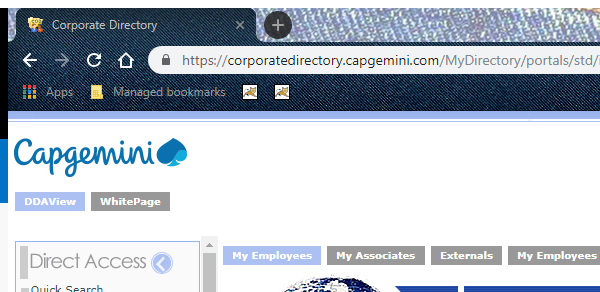 Corporate Directory
https://corporatedirectory.capgemini.com/MyDirectory/portals/std/
Apps Managed bookmarks
Capgemini
DDAView WhitePage
Direct Access
My Employees My Associates Externals My Employees
Quick Search